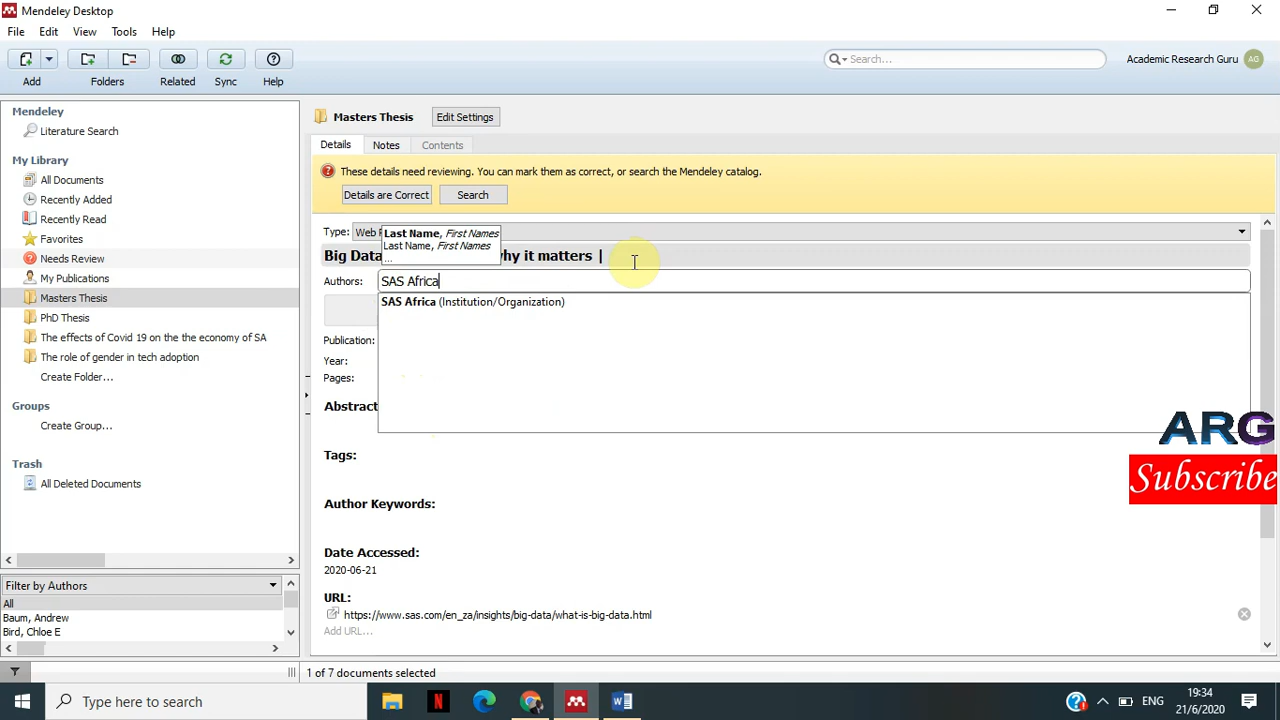 Mendeley Desktop
File Edit View Tools Help
Search...
Academic Research Guru AG
Add Folders Related Sync Help
Mendeley
Literature Search
My Library
All Documents
Recently Added
Recently Read
Favorites
Needs Review
My Publications
Masters Thesis
PhD Thesis
The effects of Covid 19 on the the economy of SA
The role of gender in tech adoption
Create Folder...
Groups
Create Group...
Trash
All Deleted Documents
Filter by Authors
All
Baum, Andrew
Bird, Chloe E
Masters Thesis Edit Settings
Details Notes Contents
These details need reviewing. You can mark them as correct, or search the Mendeley catalog.
Details are Correct Search
Type: Web
Last Name, First Names
Last Name, First Names
...
Big Data why it matters |
Authors: SAS Africa
SAS Africa (Institution/Organization)
Publication:
Year:
Pages:
Abstract
Tags:
Author Keywords:
Date Accessed:
2020-06-21
URL:
https://www.sas.com/en_za/insights/big-data/what-is-big-data.html
Add URL...
ARG
Subscribe
1 of 7 documents selected
Type here to search
ENG
19:34
21/6/2020